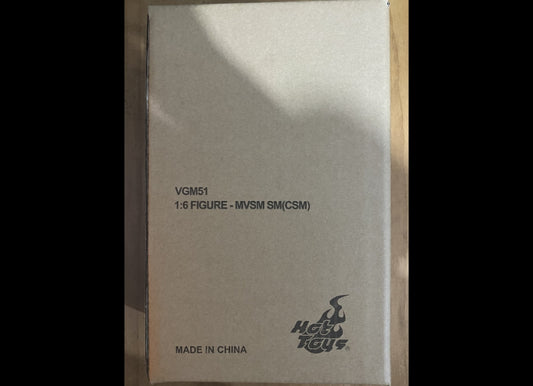 VGM51
1:6 FIGURE - MVSM SM(CSM)
Hot
Toys®
MADE IN CHINA